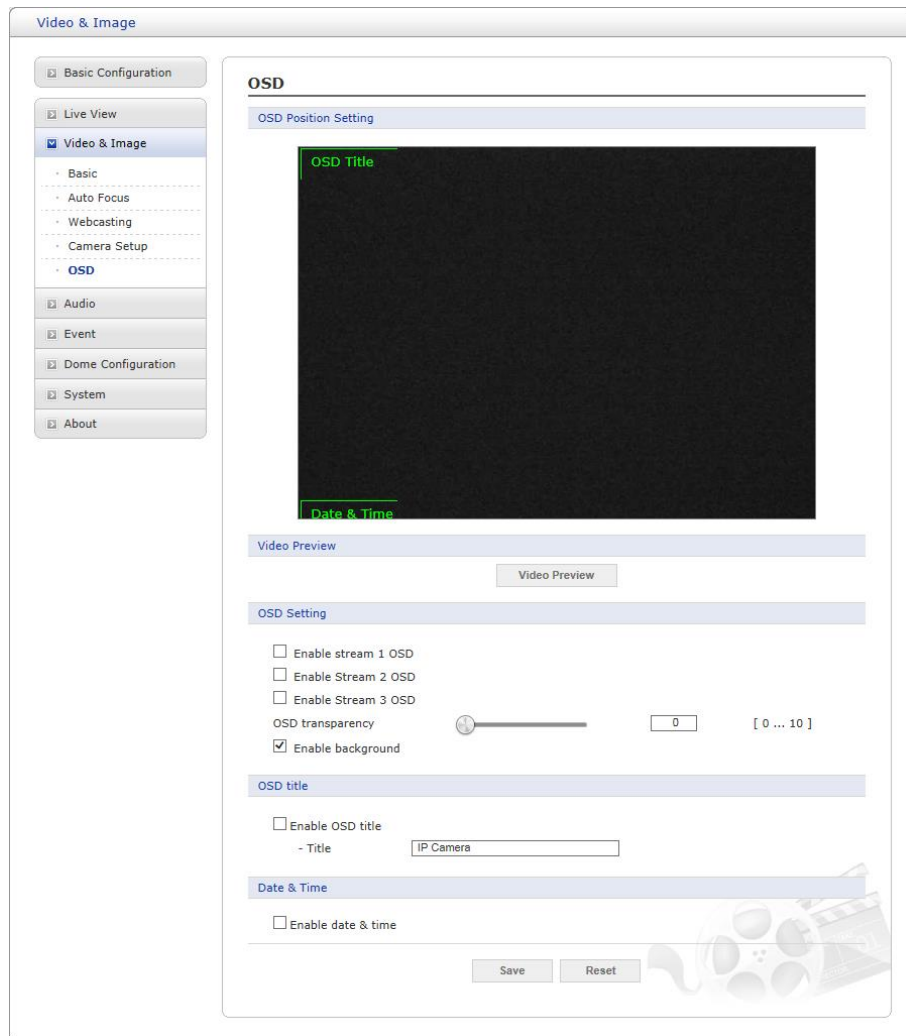 Video & Image
Basic Configuration
Live View
Video & Image
Basic
Auto Focus
Webcasting
Camera Setup
OSD
Audio
Event
Dome Configuration
System
About
OSD
OSD Position Setting
OSD Title
Date & Time
Video Preview
Video Preview
OSD Setting
Enable stream 1 OSD
Enable Stream 2 OSD
Enable Stream 3 OSD
OSD transparency 0 [ 0 ... 10 ]
Enable background
OSD title
Enable OSD title
- Title IP Camera
Date & Time
Enable date & time
Save Reset